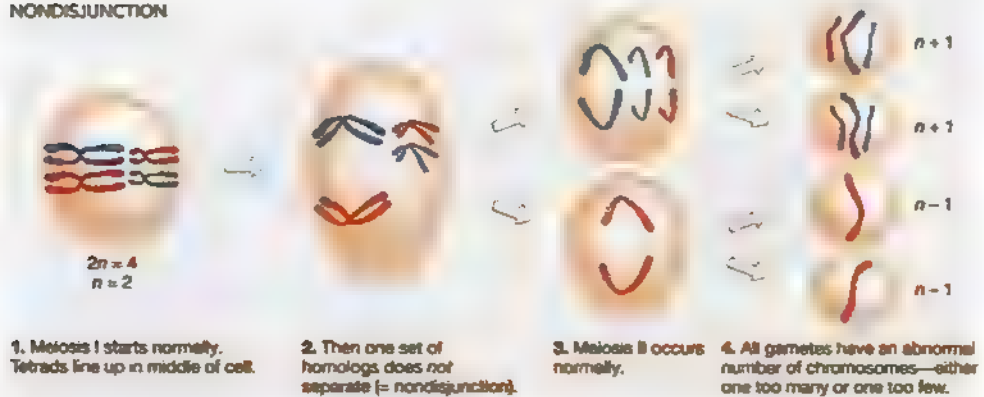 NONDISJUNCTION
n + 1
n + 1
n − 1
n − 1
2n = 4
n = 2
1. Meiosis I starts normally.
Tetrads line up in middle of cell.
2. Then one set of
homologs does not
separate (= nondisjunction).
3. Meiosis II occurs
normally.
4. All gametes have an abnormal
number of chromosomes—either
one too many or one too few.